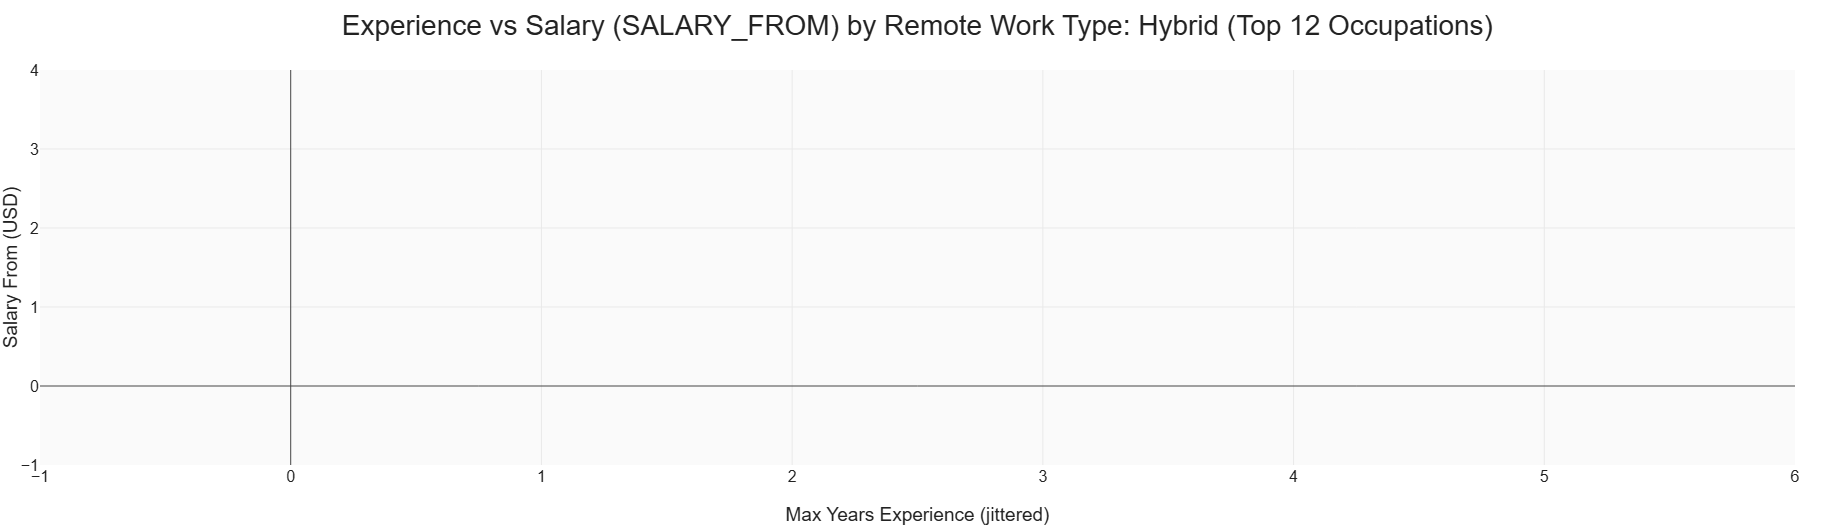 Experience vs Salary (SALARY_FROM) by Remote Work Type: Hybrid (Top 12 Occupations)
4
3
2
1
0
−1
Salary From (USD)
−1 0 1 2 3 4 5 6
Max Years Experience (jittered)